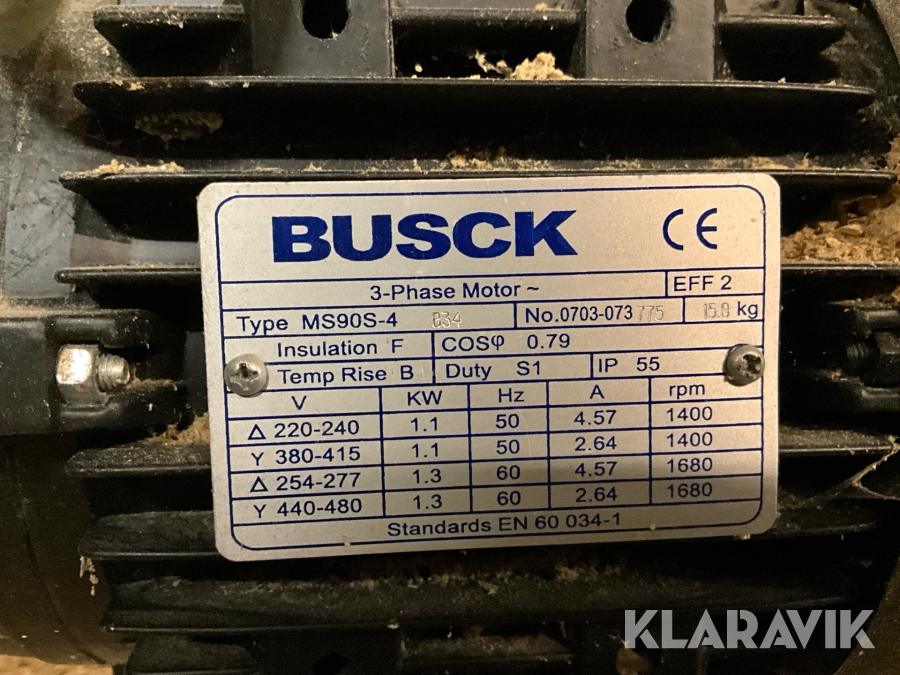 BUSCK CE
3-Phase Motor ~ EFF 2
Type MS90S-4 834 No.0703-073 775 15.8 kg
Insulation F COSφ 0.79
Temp Rise B Duty S1 IP 55
V KW Hz A rpm
Δ 220-240 1.1 50 4.57 1400
Y 380-415 1.1 50 2.64 1400
Δ 254-277 1.3 60 4.57 1680
Y 440-480 1.3 60 2.64 1680
Standards EN 60 034-1
KLARAVIK